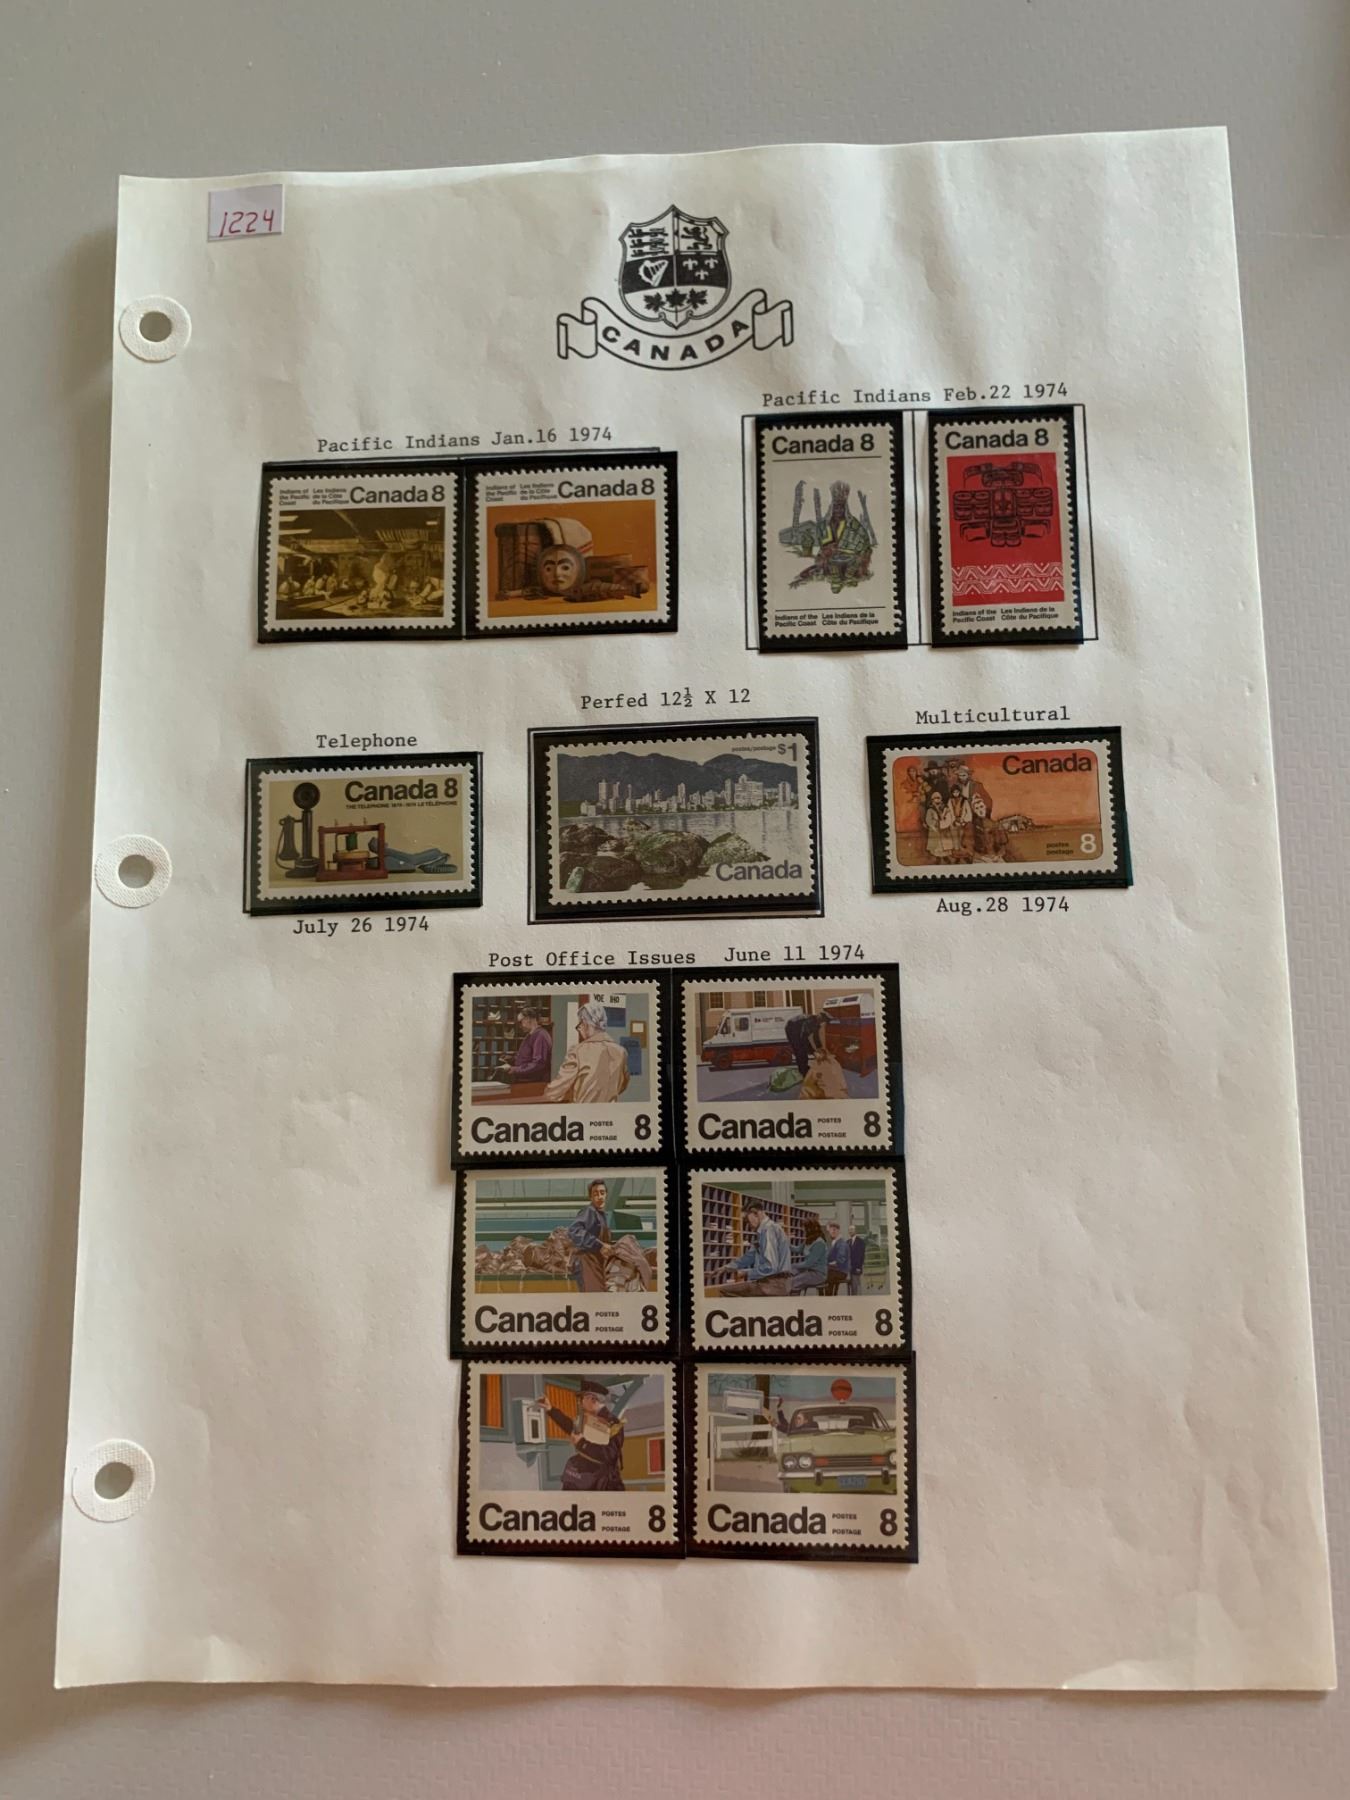 1224
CANADA
Pacific Indians Jan.16 1974
Pacific Indians Feb.22 1974
Indians of the Pacific Coast
Les Indiens de la Côte du Pacifique
Canada 8
Indians of the Pacific Coast
Les Indiens de la Côte du Pacifique
Canada 8
Canada 8
Indians of the Pacific Coast
Les Indiens de la Côte du Pacifique
Canada 8
Indians of the Pacific Coast
Les Indiens de la Côte du Pacifique
Telephone
Perfed 12½ X 12
Multicultural
Canada 8
THE TELEPHONE 1874-1974 LE TÉLÉPHONE
postes/postage $1
Canada
Canada
postes
postage 8
July 26 1974
Aug.28 1974
Post Office Issues June 11 1974
Canada POSTES POSTAGE 8
Canada POSTES POSTAGE 8
Canada POSTES POSTAGE 8
Canada POSTES POSTAGE 8
Canada POSTES POSTAGE 8
Canada POSTES POSTAGE 8